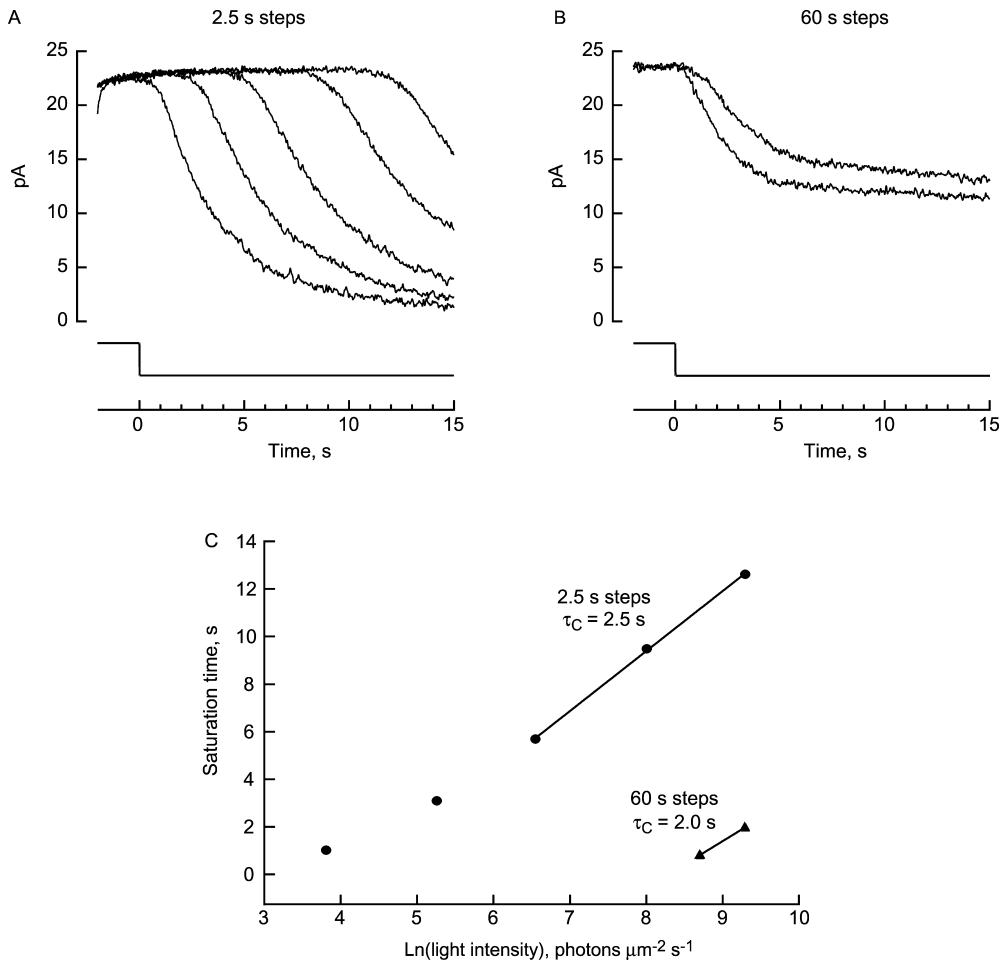 A
2.5 s steps
25
20
15
10
5
0
pA
0
5
10
15
Time, s
B
60 s steps
25
20
15
10
5
0
pA
0
5
10
15
Time, s
C
14
12
10
8
6
4
2
0
Saturation time, s
2.5 s steps
τC = 2.5 s
60 s steps
τC = 2.0 s
3
4
5
6
7
8
9
10
Ln(light intensity), photons μm-2 s-1